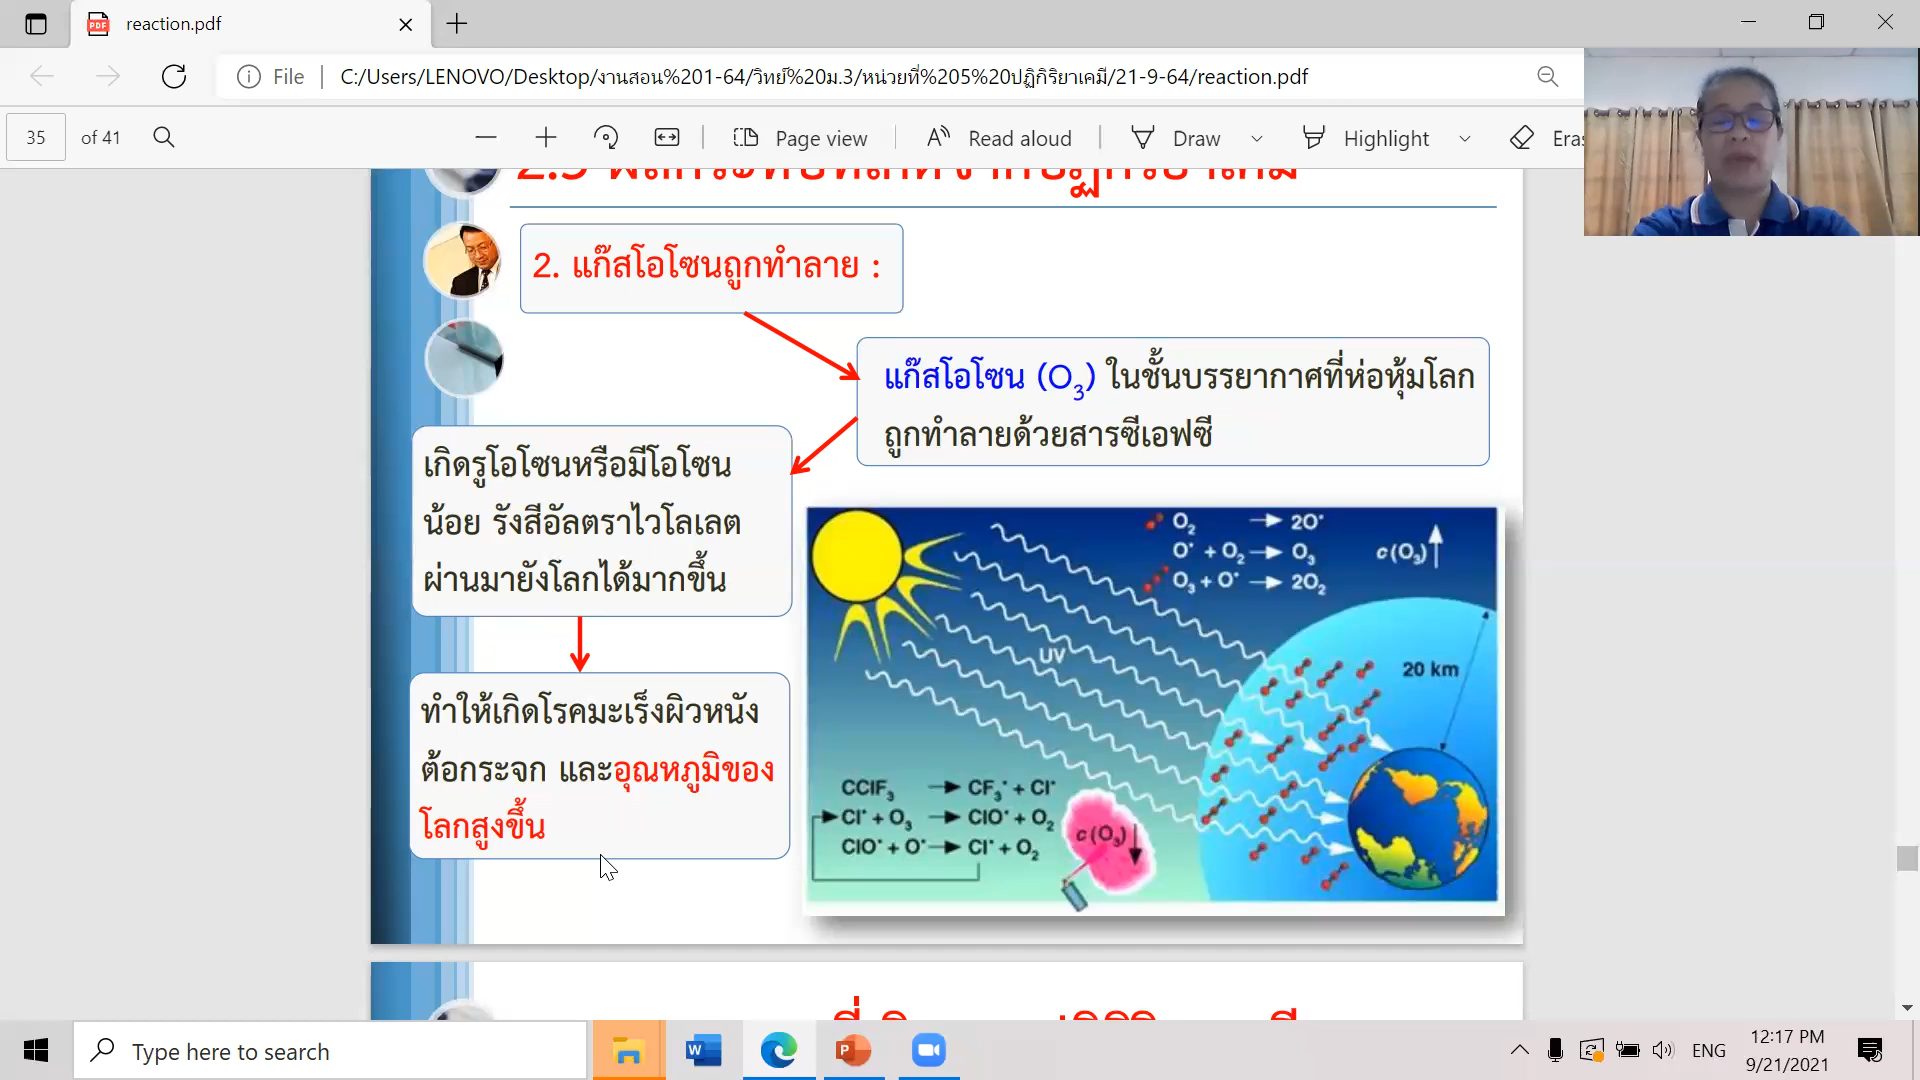 reaction.pdf
File
C:/Users/LENOVO/Desktop/งานสอน%201-64/วิทย์%20ม.3/หน่วยที่%205%20ปฏิกิริยาเคมี/21-9-64/reaction.pdf
35 of 41
Page view
Read aloud
Draw
Highlight
2. แก๊สโอโซนถูกทำลาย :
แก๊สโอโซน (O3) ในชั้นบรรยากาศที่ห่อหุ้มโลก
ถูกทำลายด้วยสารซีเอฟซี
เกิดรูโอโซนหรือมีโอโซน
น้อย รังสีอัลตราไวโอเลต
ผ่านมายังโลกได้มากขึ้น
ทำให้เกิดโรคมะเร็งผิวหนัง
ต้อกระจก และอุณหภูมิของ
โลกสูงขึ้น
O2 → 2O•
O• + O2 → O3
O3 + O• → 2O2
c(O3)↑
UV
20 km
CClF3 → CF3• + Cl•
Cl• + O3 → ClO• + O2
ClO• + O• → Cl• + O2
c(O3)↓
Type here to search
ENG
12:17 PM
9/21/2021